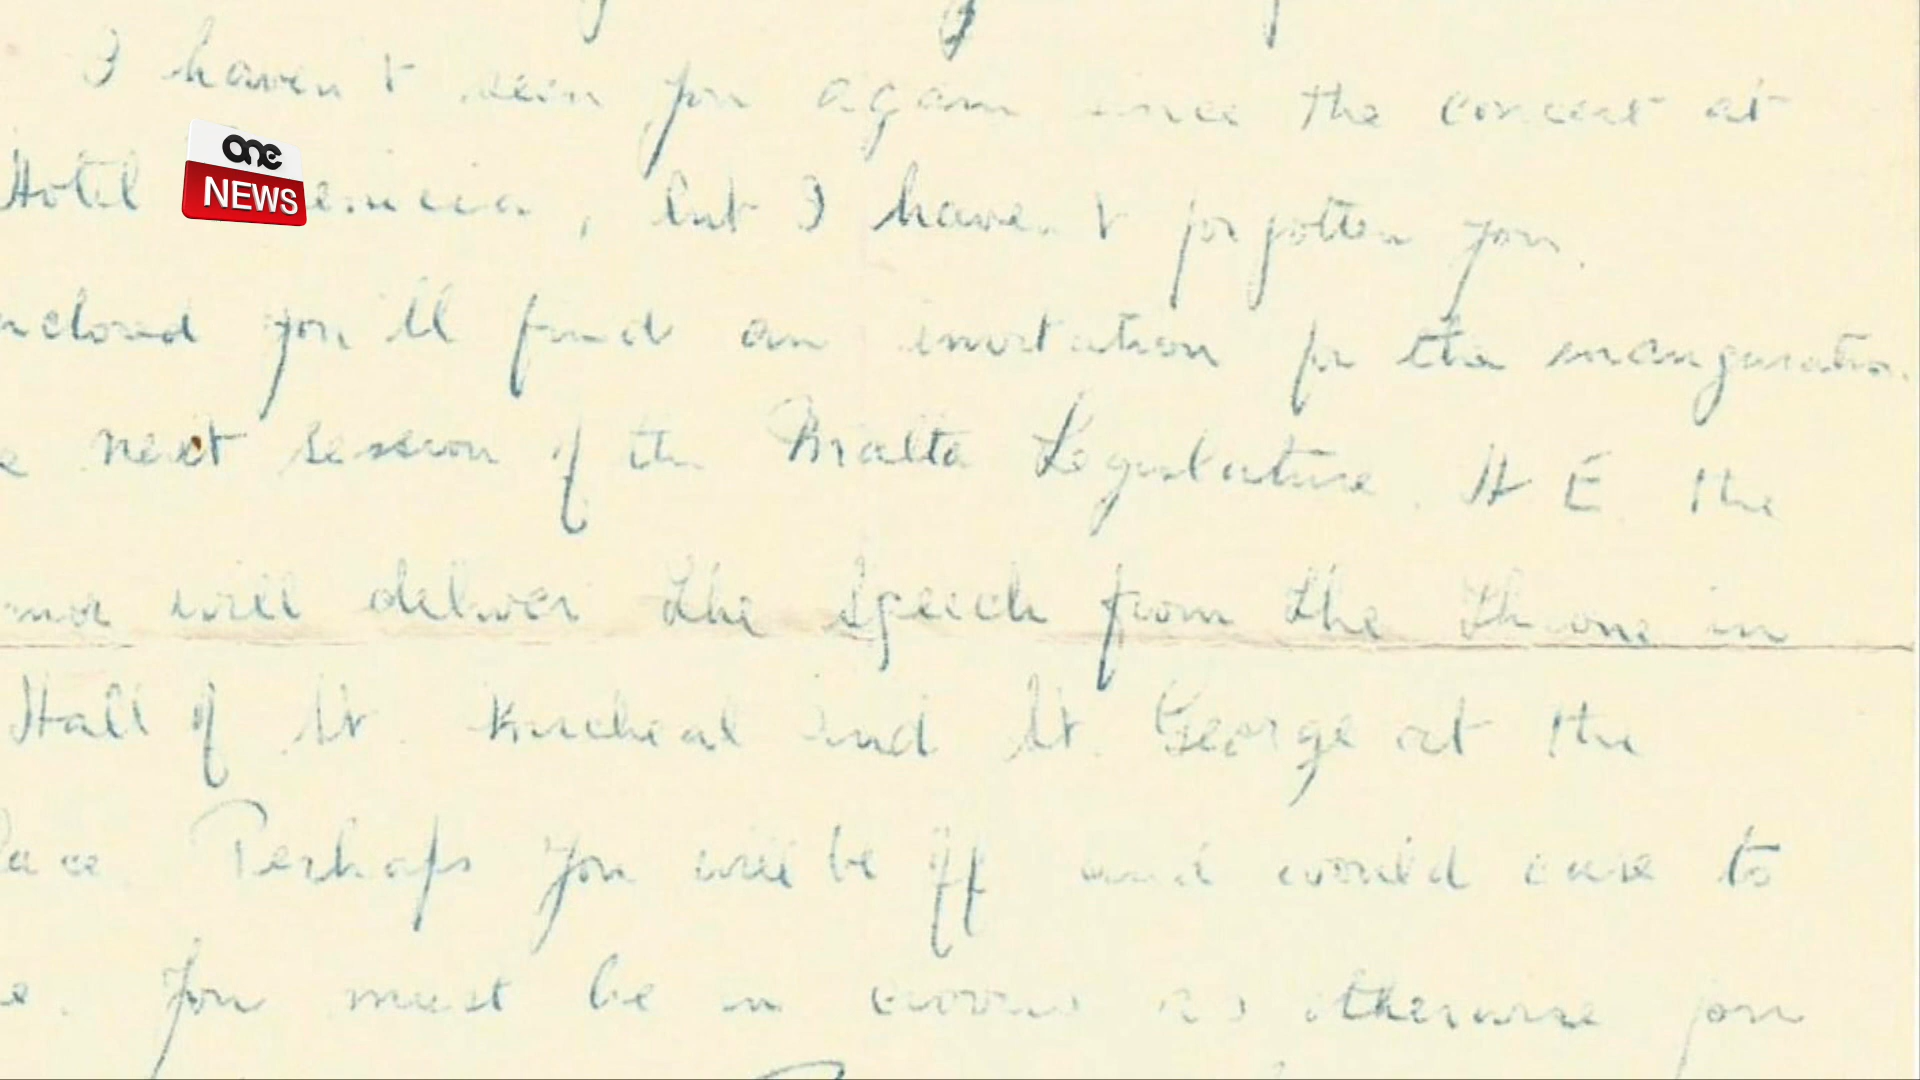 I haven't seen you again since the concert at
Hotel
one
NEWS
, but I haven't forgotten you.
you'll find an invitation for the inauguration
next session of the Malta Legislature. H E. the
will deliver the speech from the throne in
Hall of St. Michael and St. George at the
Perhaps you will be off and would care to
You must be in as otherwise you